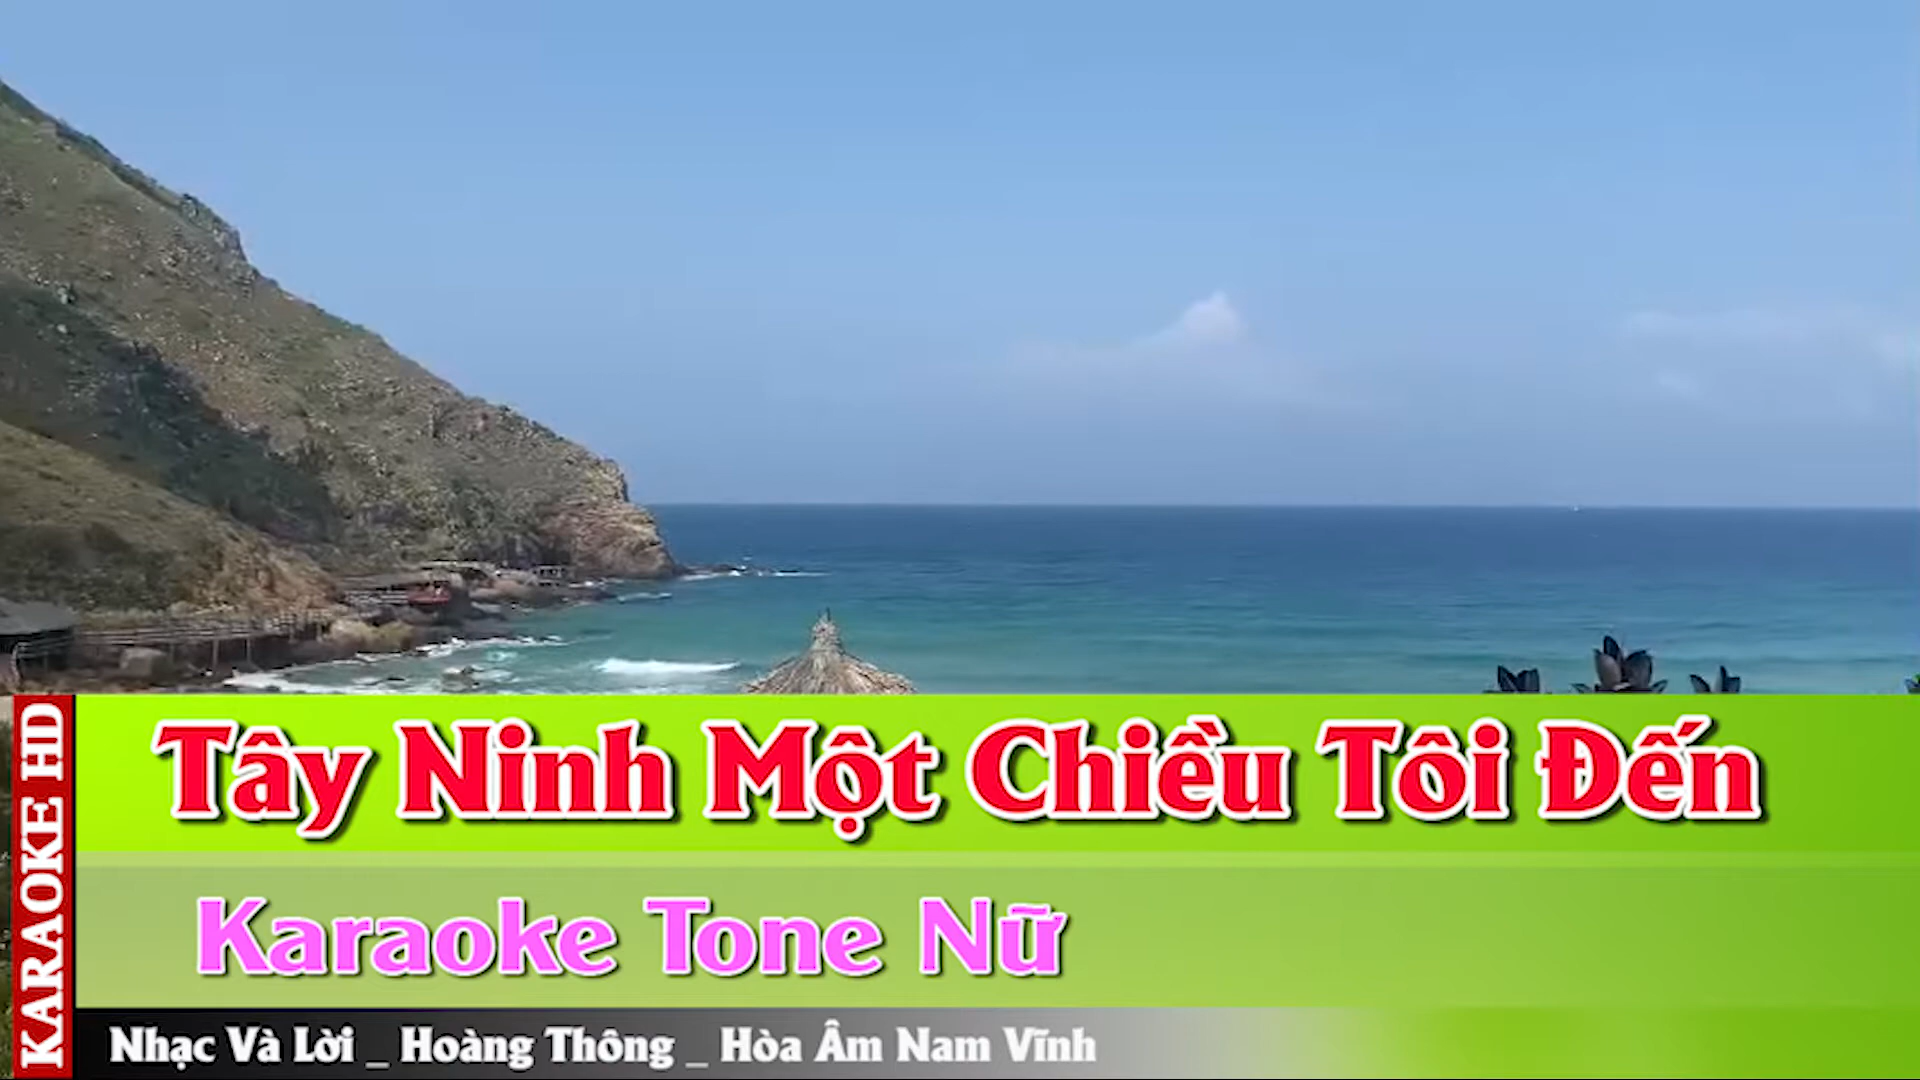 Tây Ninh Một Chiều Tôi Đến
Karaoke Tone Nữ
Nhạc Và Lời _ Hoàng Thông _ Hòa Âm Nam Vĩnh
KARAOKE HD